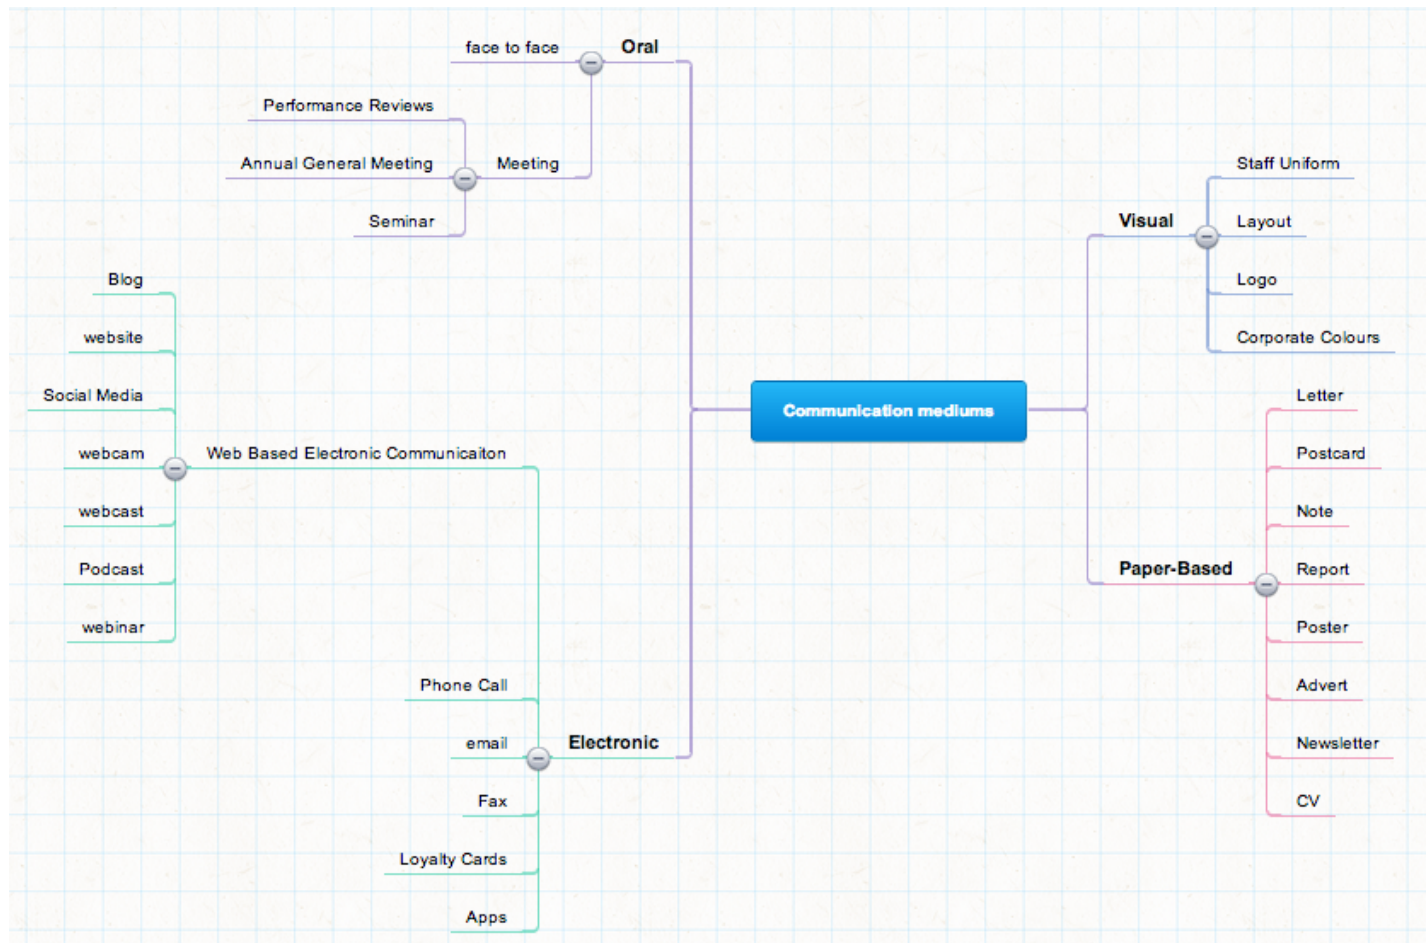 Communication mediums
Oral
face to face
Meeting
Performance Reviews
Annual General Meeting
Seminar
Electronic
Web Based Electronic Communicaiton
Blog
website
Social Media
webcam
webcast
Podcast
webinar
Phone Call
email
Fax
Loyalty Cards
Apps
Visual
Staff Uniform
Layout
Logo
Corporate Colours
Paper-Based
Letter
Postcard
Note
Report
Poster
Advert
Newsletter
CV